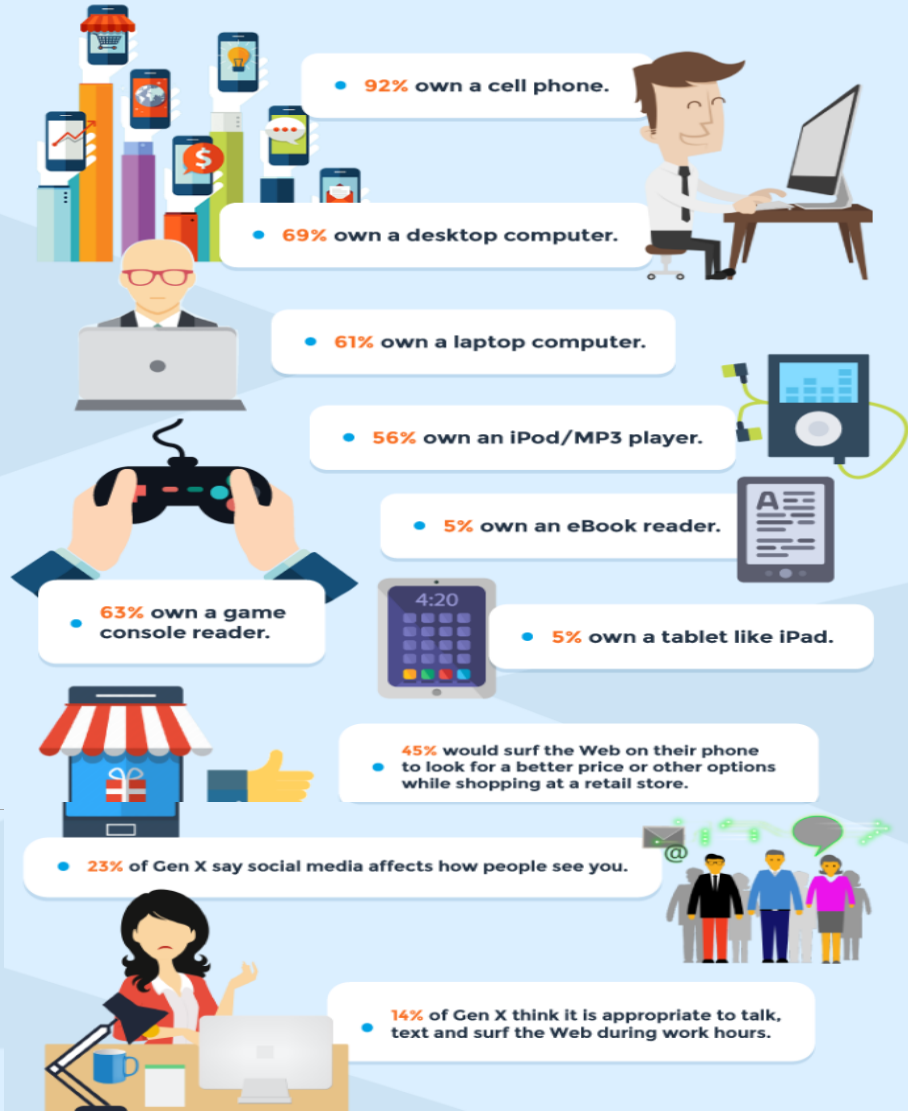 92% own a cell phone.
69% own a desktop computer.
61% own a laptop computer.
56% own an iPod/MP3 player.
5% own an eBook reader.
A
63% own a game
console reader.
4:20
5% own a tablet like iPad.
45% would surf the Web on their phone
to look for a better price or other options
while shopping at a retail store.
23% of Gen X say social media affects how people see you.
@
14% of Gen X think it is appropriate to talk,
text and surf the Web during work hours.
$